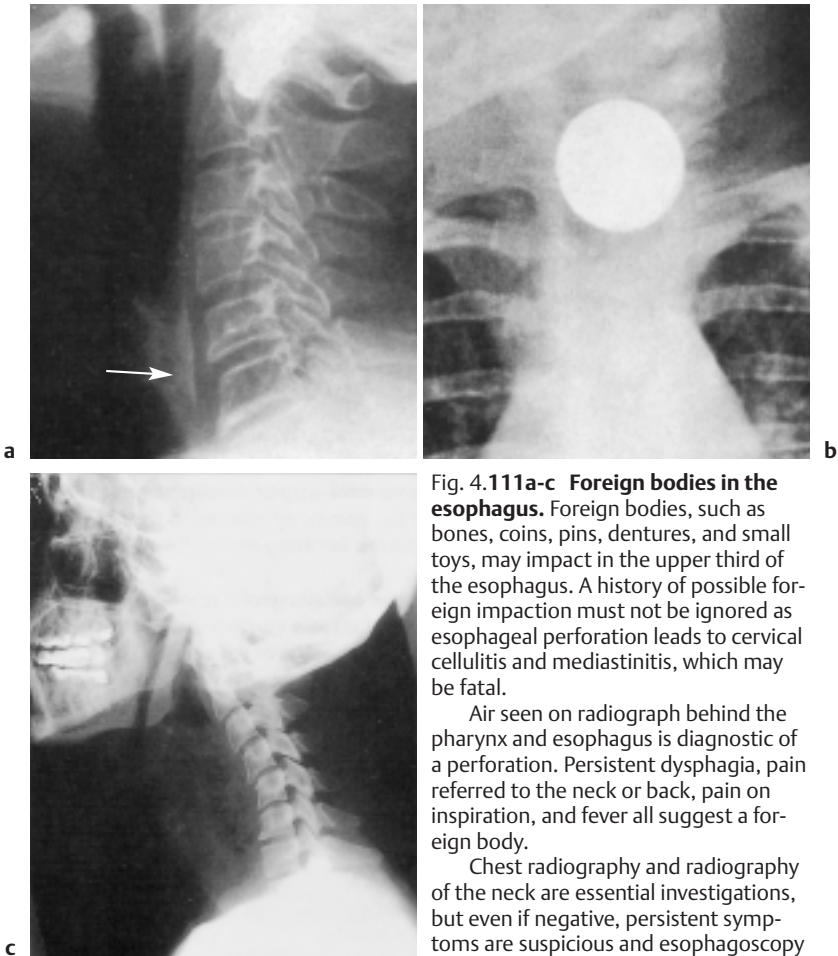 a
b
c
Fig. 4.111a-c Foreign bodies in the
esophagus. Foreign bodies, such as
bones, coins, pins, dentures, and small
toys, may impact in the upper third of
the esophagus. A history of possible for-
eign impaction must not be ignored as
esophageal perforation leads to cervical
cellulitis and mediastinitis, which may
be fatal.
Air seen on radiograph behind the
pharynx and esophagus is diagnostic of
a perforation. Persistent dysphagia, pain
referred to the neck or back, pain on
inspiration, and fever all suggest a for-
eign body.
Chest radiography and radiography
of the neck are essential investigations,
but even if negative, persistent symp-
toms are suspicious and esophagoscopy